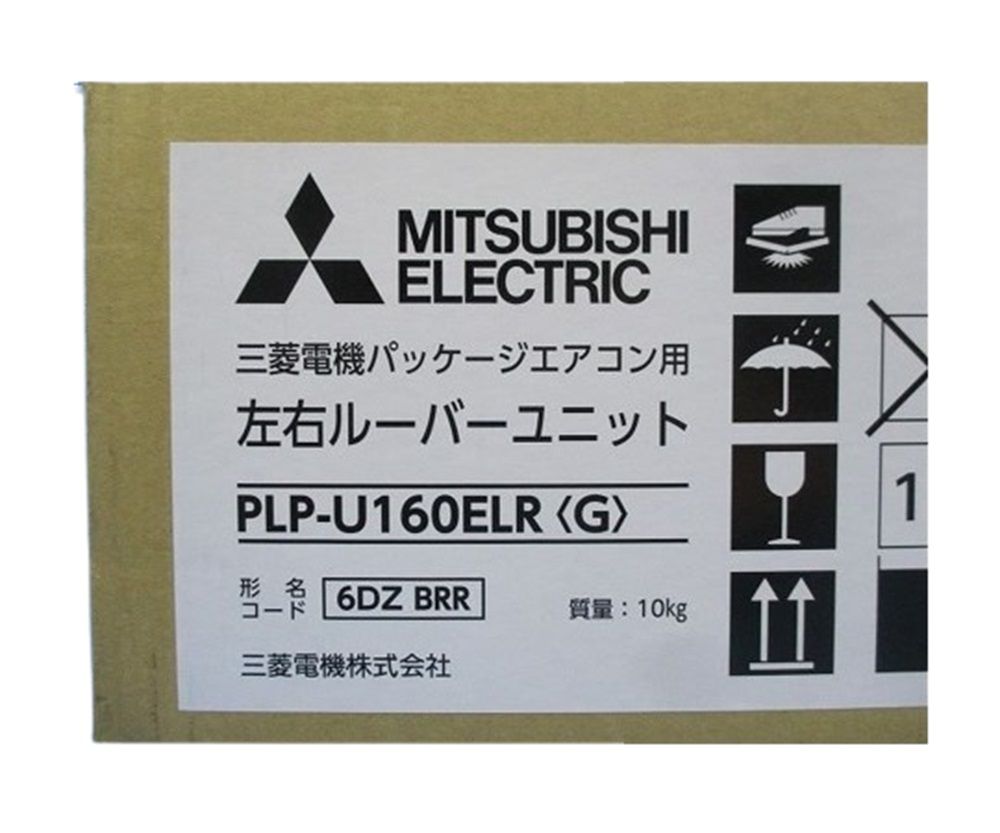 MITSUBISHI
ELECTRIC
三菱電機パッケージエアコン用
左右ルーバーユニット
PLP-U160ELR〈G〉
形名
コード
6DZ BRR
質量:10kg
三菱電機株式会社
1